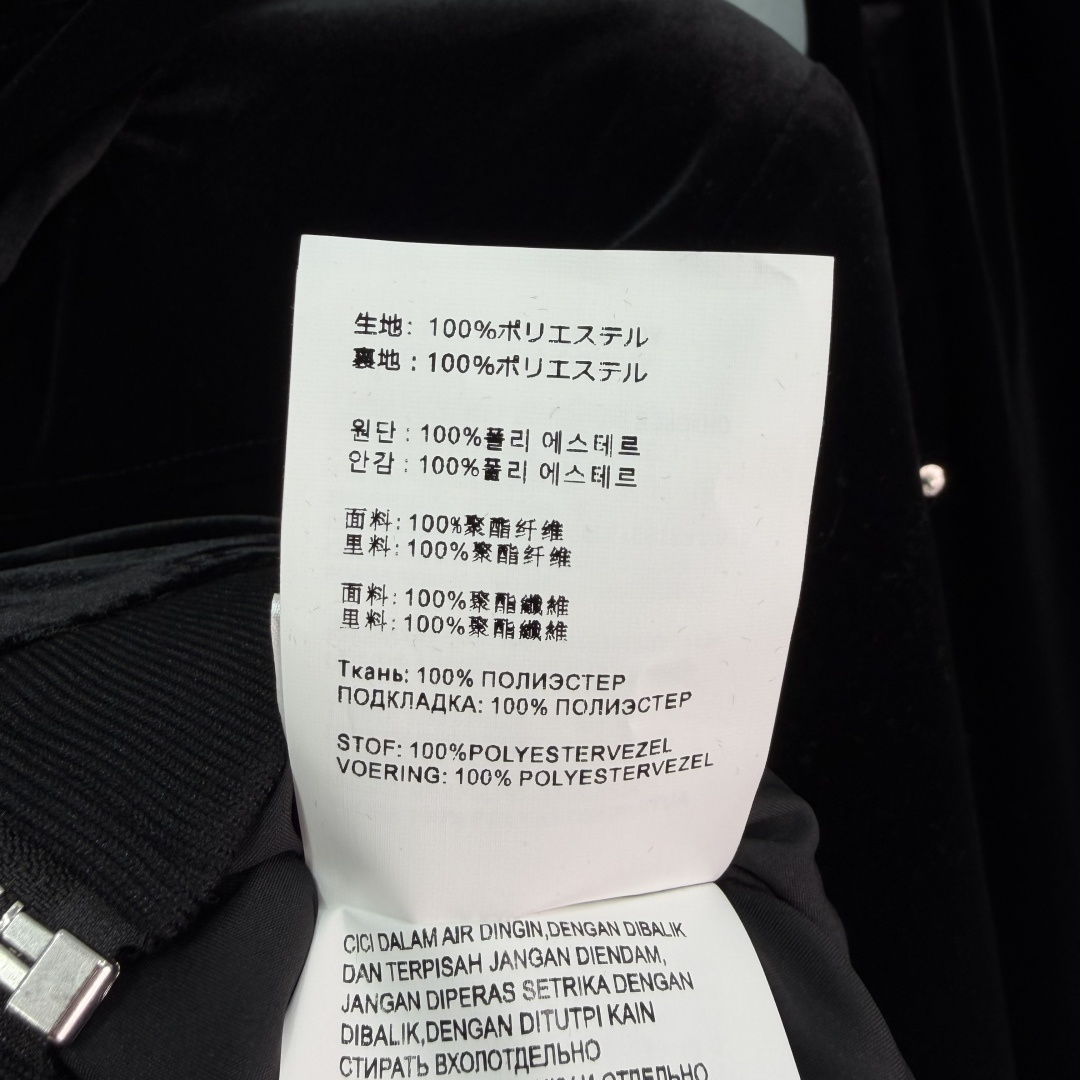 生地: 100%ポリエステル
裏地 : 100%ポリエステル
원단 : 100%폴리 에스테르
안감 : 100%폴리 에스테르
面料: 100%聚酯纤维
里料: 100%聚酯纤维
面料: 100%聚酯纖維
里料: 100%聚酯纖維
Ткань: 100% ПОЛИЭСТЕР
ПОДКЛАДКА: 100% ПОЛИЭСТЕР
STOF: 100%POLYESTERVEZEL
VOERING: 100% POLYESTERVEZEL
CICI DALAM AIR DINGIN,DENGAN DIBALIK
DAN TERPISAH JANGAN DIENDAM,
JANGAN DIPERAS SETRIKA DENGAN
DIBALIK,DENGAN DITUTPI KAIN
СТИРАТЬ ВХОЛОТДЕЛЬНО
И ОТДЕЛЬНО